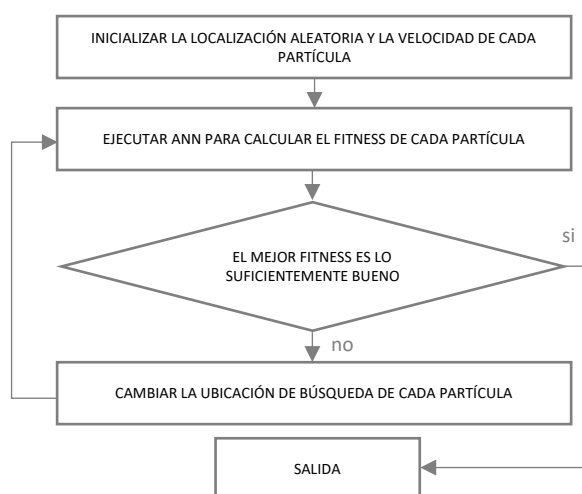 INICIALIZAR LA LOCALIZACIÓN ALEATORIA Y LA VELOCIDAD DE CADA
PARTÍCULA
EJECUTAR ANN PARA CALCULAR EL FITNESS DE CADA PARTÍCULA
EL MEJOR FITNESS ES LO
SUFICIENTEMENTE BUENO
si
no
CAMBIAR LA UBICACIÓN DE BÚSQUEDA DE CADA PARTÍCULA
SALIDA